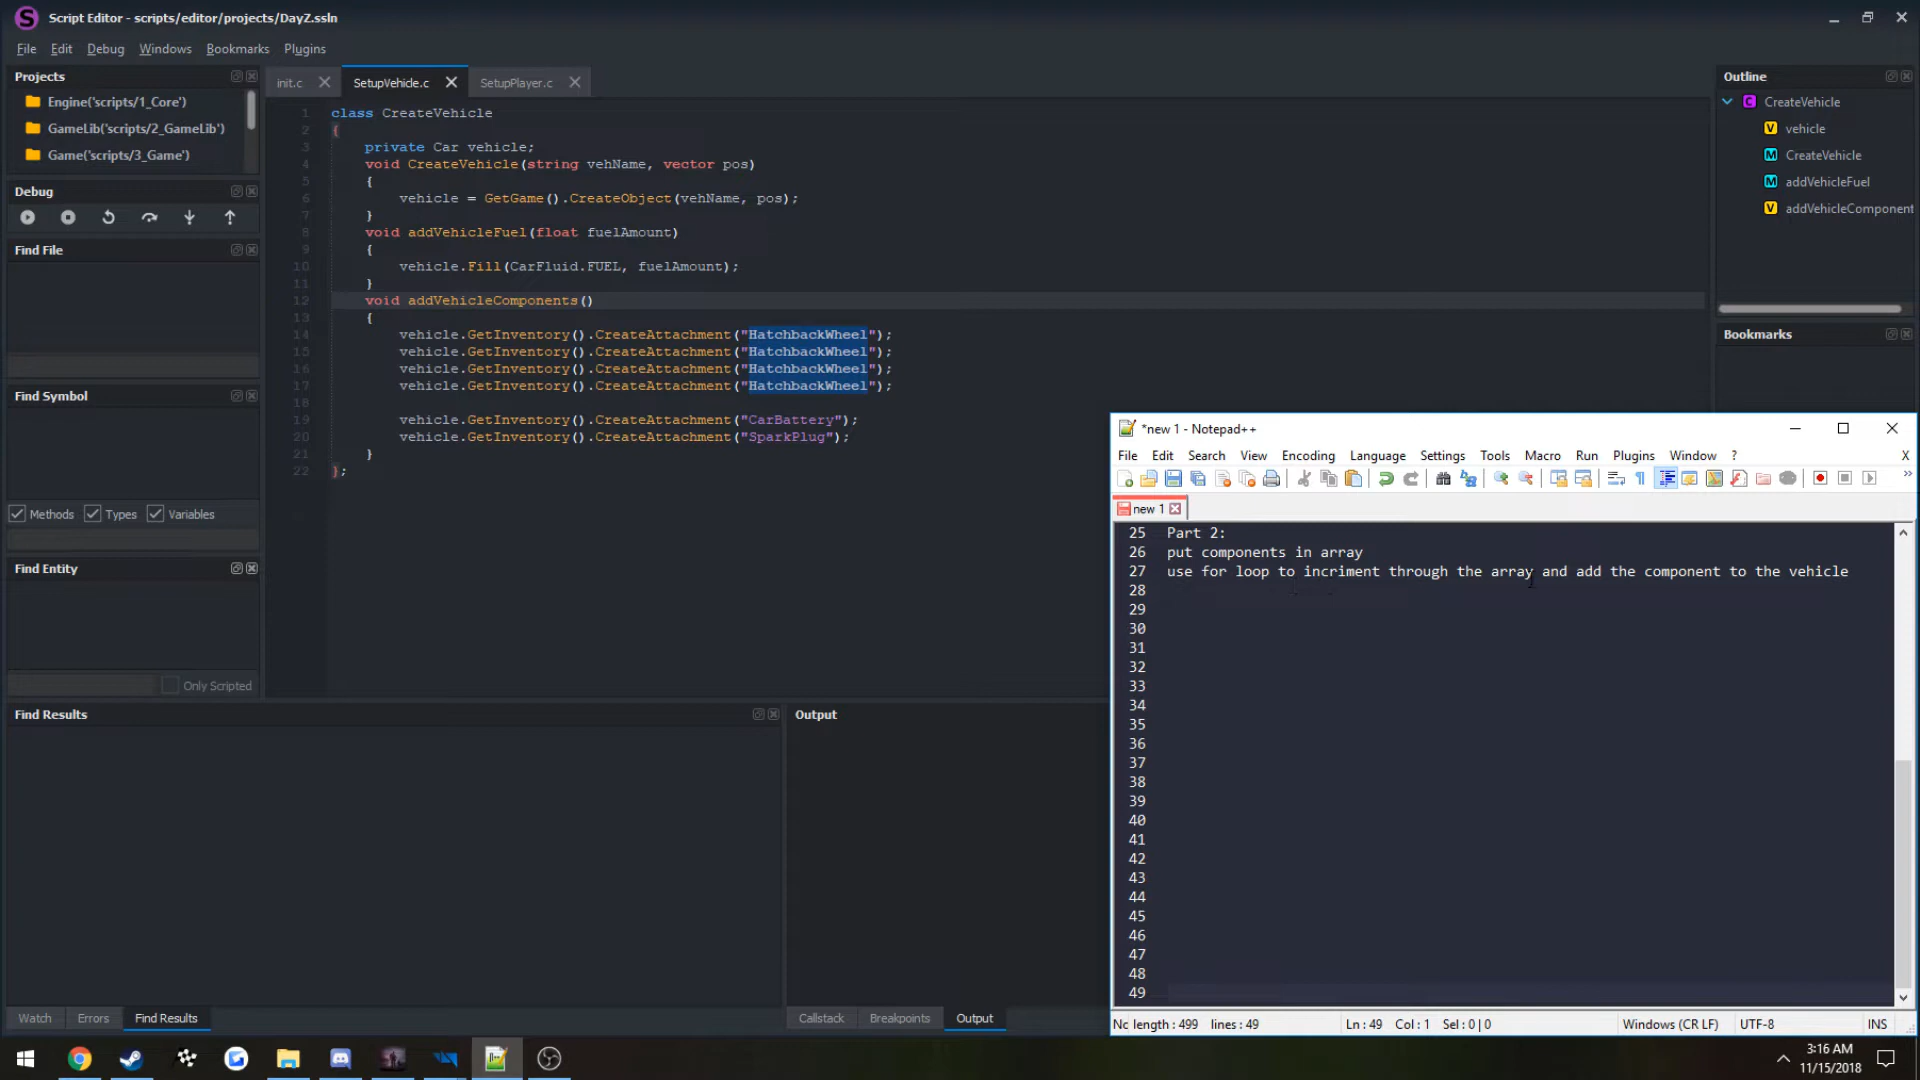 Script Editor - scripts/editor/projects/DayZ.ssln
File Edit Debug Windows Bookmarks Plugins
Projects
Engine('scripts/1_Core')
GameLib('scripts/2_GameLib')
Game('scripts/3_Game')
Debug
Find File
Find Symbol
Methods Types Variables
Find Entity
Only Scripted
init.c SetupVehicle.c SetupPlayer.c
1 class CreateVehicle
2 {
3 private Car vehicle;
4 void CreateVehicle(string vehName, vector pos)
5 {
6 vehicle = GetGame().CreateObject(vehName, pos);
7 }
8 void addVehicleFuel(float fuelAmount)
9 {
10 vehicle.Fill(CarFluid.FUEL, fuelAmount);
11 }
12 void addVehicleComponents()
13 {
14 vehicle.GetInventory().CreateAttachment("HatchbackWheel");
15 vehicle.GetInventory().CreateAttachment("HatchbackWheel");
16 vehicle.GetInventory().CreateAttachment("HatchbackWheel");
17 vehicle.GetInventory().CreateAttachment("HatchbackWheel");
18
19 vehicle.GetInventory().CreateAttachment("CarBattery");
20 vehicle.GetInventory().CreateAttachment("SparkPlug");
21 }
22 };
Outline
CreateVehicle
V vehicle
M CreateVehicle
M addVehicleFuel
V addVehicleComponent
Bookmarks
Find Results
Output
Watch Errors Find Results
Callstack Breakpoints Output
*new 1 - Notepad++
File Edit Search View Encoding Language Settings Tools Macro Run Plugins Window ? X
new 1
25 Part 2:
26 put components in array
27 use for loop to incriment through the array and add the component to the vehicle
28
29
30
31
32
33
34
35
36
37
38
39
40
41
42
43
44
45
46
47
48
49
Nc length : 499 lines : 49 Ln : 49 Col : 1 Sel : 0 | 0 Windows (CR LF) UTF-8 INS
3:16 AM
11/15/2018